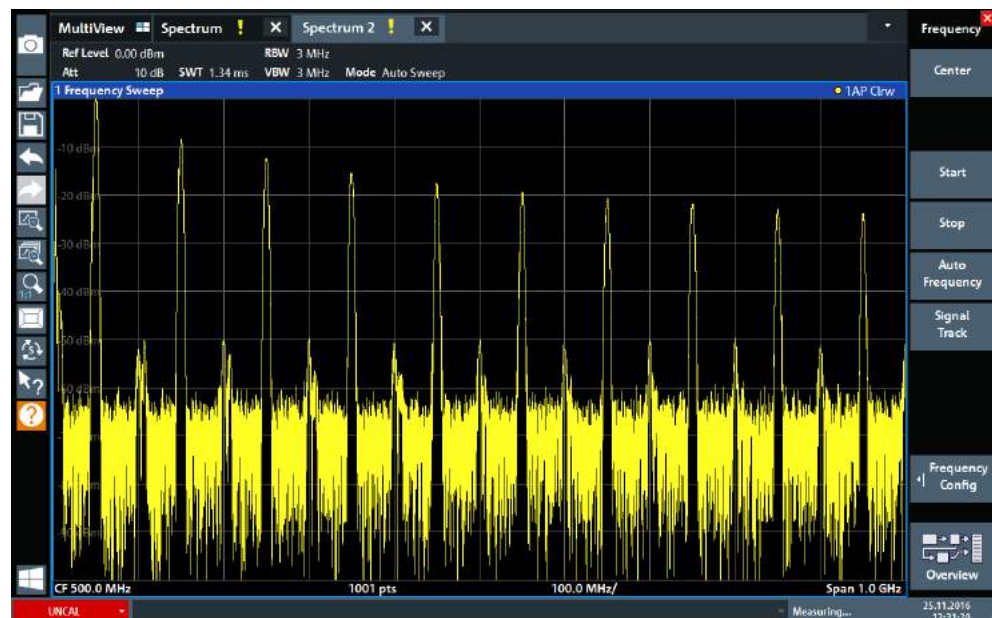 MultiView Spectrum ! X Spectrum 2 ! X
Frequency
Ref Level 0.00 dBm RBW 3 MHz
Att 10 dB SWT 1.34 ms VBW 3 MHz Mode Auto Sweep
Center
1 Frequency Sweep 1AP Clrw
-10 dBm
Start
-20 dBm
Stop
-30 dBm
Auto
Frequency
1:1
-40 dBm
Signal
Track
-50 dBm
-60 dBm
Frequency
Config
Overview
CF 500.0 MHz 1001 pts 100.0 MHz/ Span 1.0 GHz
UNCAL Measuring... 25.11.2016